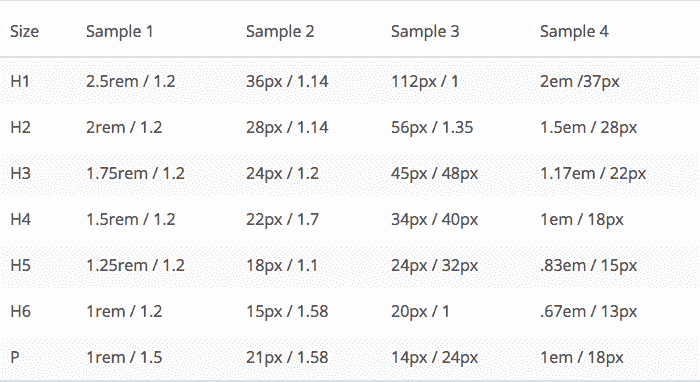 Size Sample 1 Sample 2 Sample 3 Sample 4
H1 2.5rem / 1.2 36px / 1.14 112px / 1 2em /37px
H2 2rem / 1.2 28px / 1.14 56px / 1.35 1.5em / 28px
H3 1.75rem / 1.2 24px / 1.2 45px / 48px 1.17em / 22px
H4 1.5rem / 1.2 22px / 1.7 34px / 40px 1em / 18px
H5 1.25rem / 1.2 18px / 1.1 24px / 32px .83em / 15px
H6 1rem / 1.2 15px / 1.58 20px / 1 .67em / 13px
P 1rem / 1.5 21px / 1.58 14px / 24px 1em / 18px